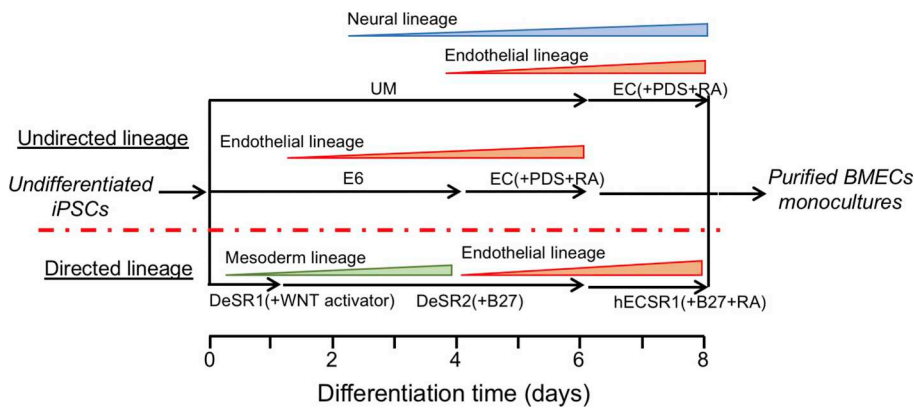 Neural lineage
Endothelial lineage
UM
EC(+PDS+RA)
Undirected lineage
Endothelial lineage
E6
EC(+PDS+RA)
Undifferentiated
iPSCs
Purified BMECs
monocultures
Directed lineage
Mesoderm lineage
Endothelial lineage
DeSR1(+WNT activator)
DeSR2(+B27)
hECSR1(+B27+RA)
0 2 4 6 8
Differentiation time (days)